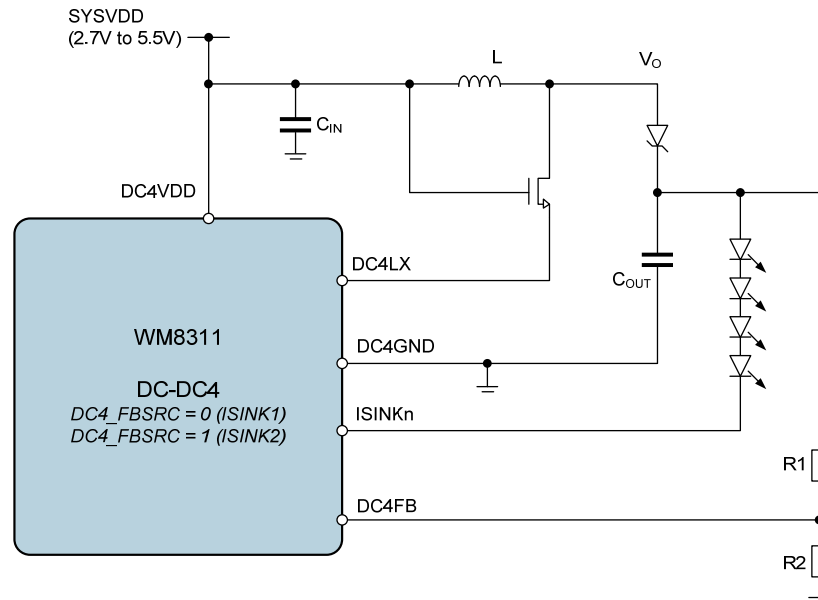 SYSVDD
(2.7V to 5.5V)
L
VO
CIN
DC4VDD
DC4LX
COUT
WM8311
DC4GND
DC-DC4
DC4_FBSRC = 0 (ISINK1)
DC4_FBSRC = 1 (ISINK2)
ISINKn
R1
DC4FB
R2